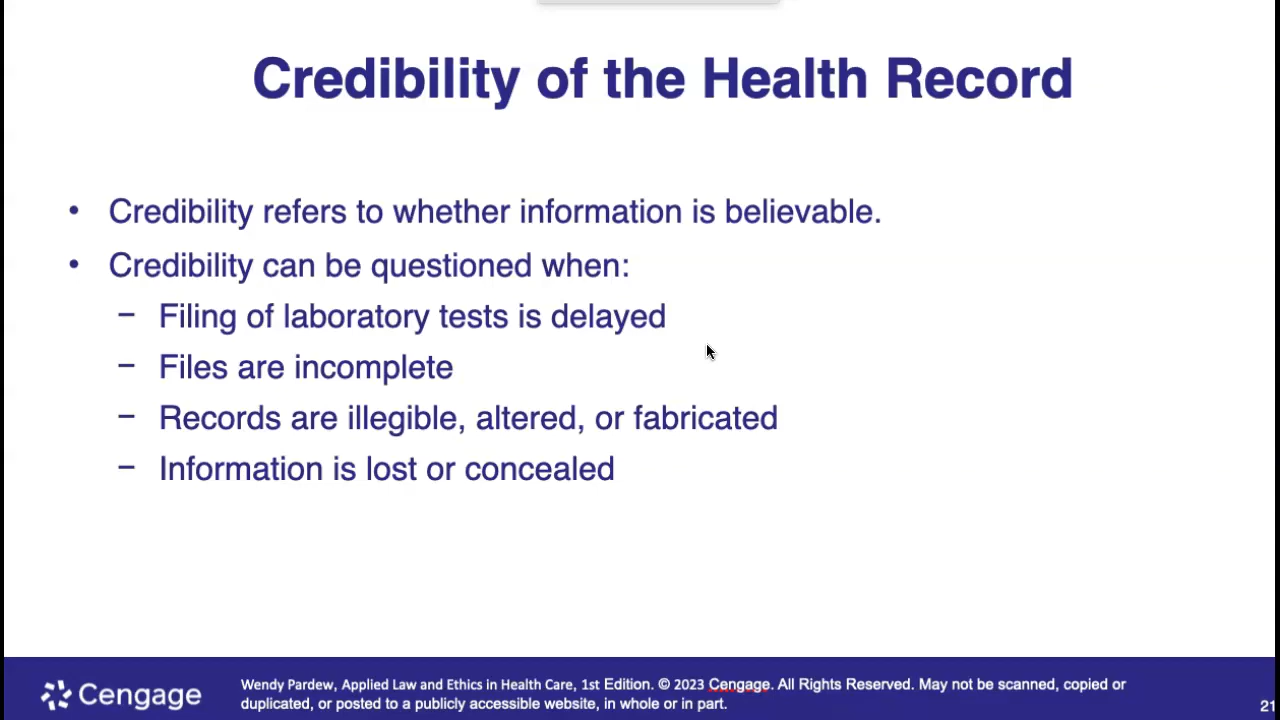 Credibility of the Health Record
• Credibility refers to whether information is believable.
• Credibility can be questioned when:
– Filing of laboratory tests is delayed
– Files are incomplete
– Records are illegible, altered, or fabricated
– Information is lost or concealed
Cengage
Wendy Pardew, Applied Law and Ethics in Health Care, 1st Edition. © 2023 Cengage. All Rights Reserved. May not be scanned, copied or
duplicated, or posted to a publicly accessible website, in whole or in part.
21